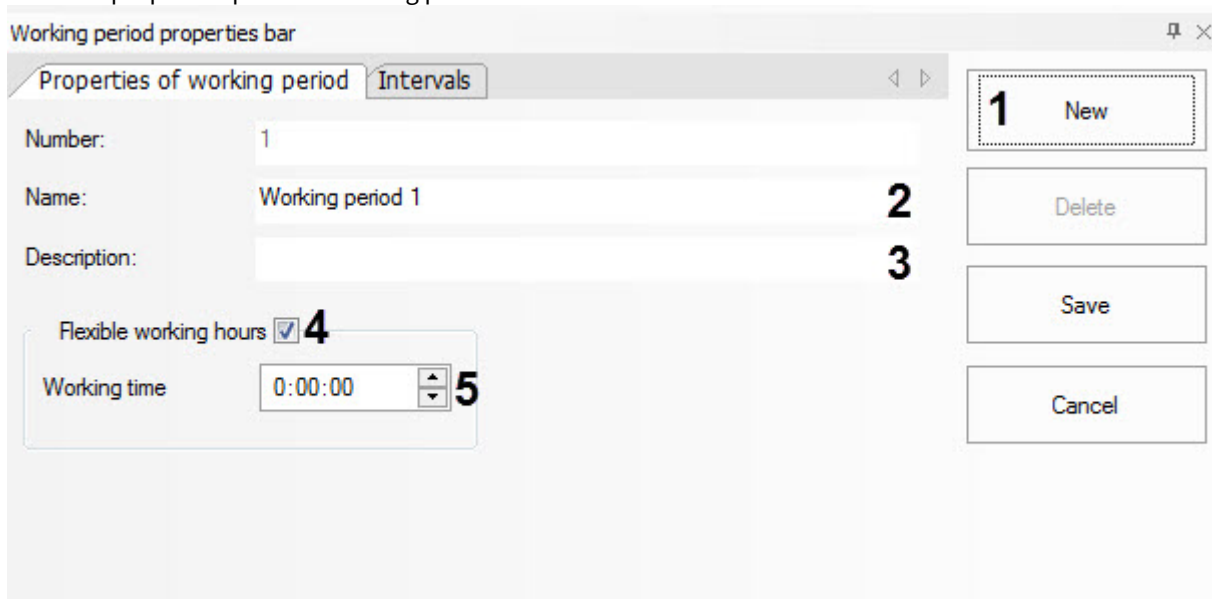 Working period properties bar
Properties of working period Intervals
1 New
Number: 1
Name: Working period 1 2
Delete
Description: 3
Save
Flexible working hours 4
Working time 0:00:00 5
Cancel